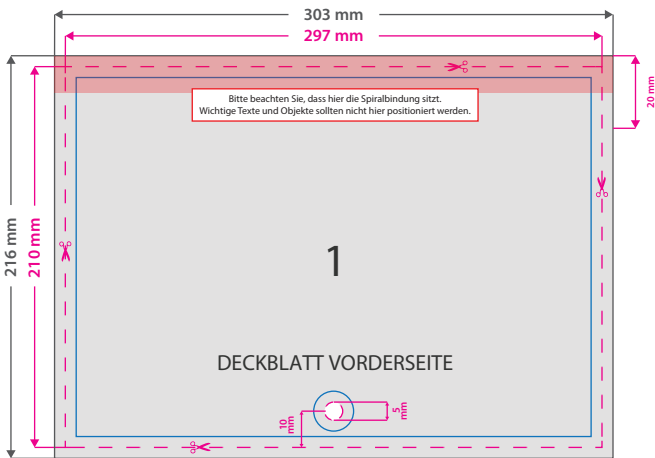 303 mm
297 mm
20 mm
Bitte beachten Sie, dass hier die Spiralbindung sitzt.
Wichtige Texte und Objekte sollten nicht hier positioniert werden.
216 mm
210 mm
1
DECKBLATT VORDERSEITE
10
mm
5
mm